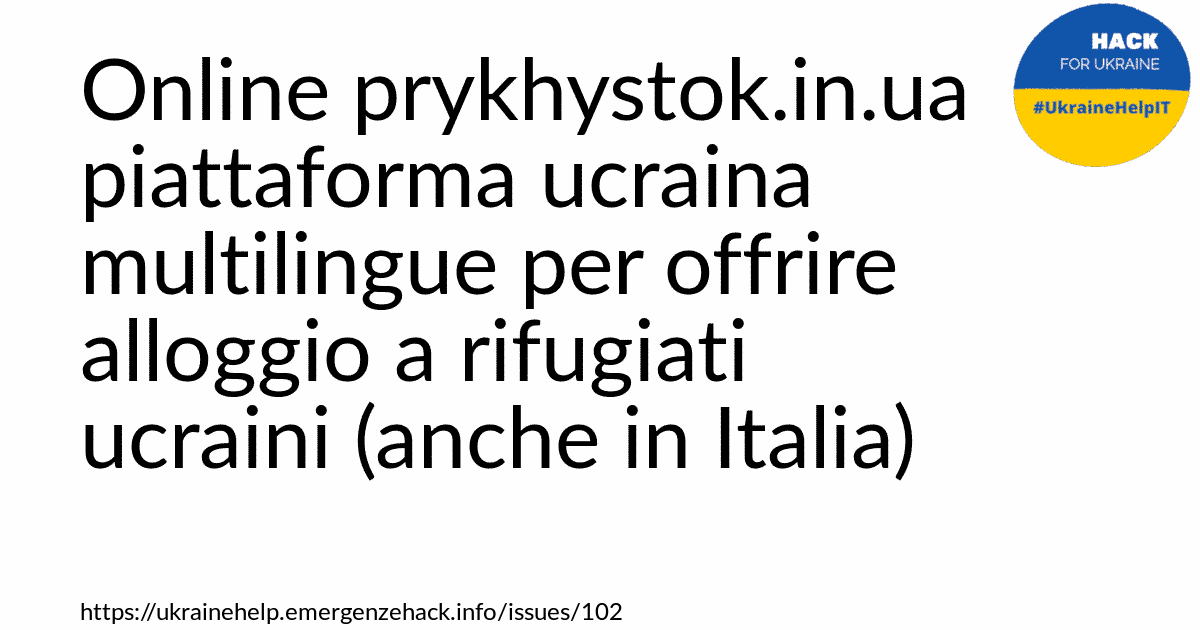 Online prykhystok.in.ua
piattaforma ucraina
multilingue per offrire
alloggio a rifugiati
ucraini (anche in Italia)
HACK
FOR UKRAINE
#UkraineHelpIT
https://ukrainehelp.emergenzehack.info/issues/102